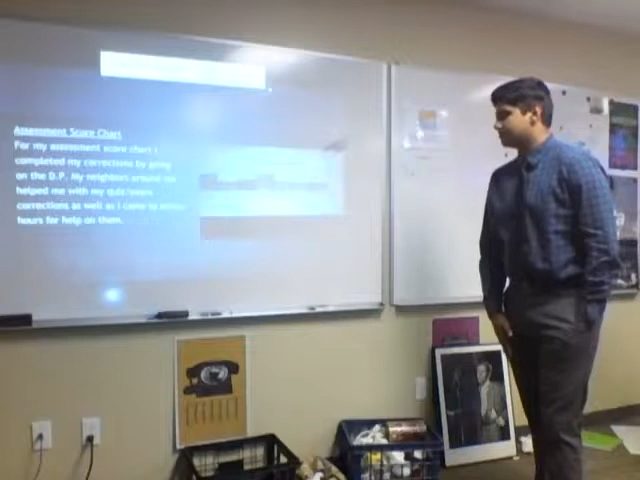 Assessment Score Chart
For my assessment score chart I
completed my corrections by going
on the D.P. My neighbors around me
helped me with my quiz/exam
corrections as well as I came to office
hours for help on them.